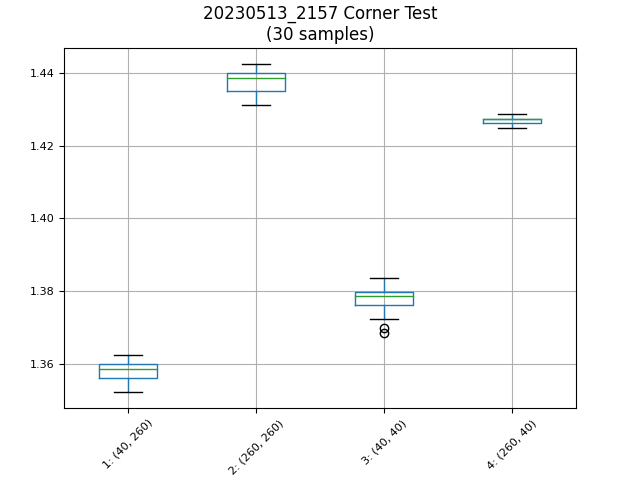 20230513_2157 Corner Test
(30 samples)
1.44
1.42
1.40
1.38
1.36
1: (40, 260)
2: (260, 260)
3: (40, 40)
4: (260, 40)